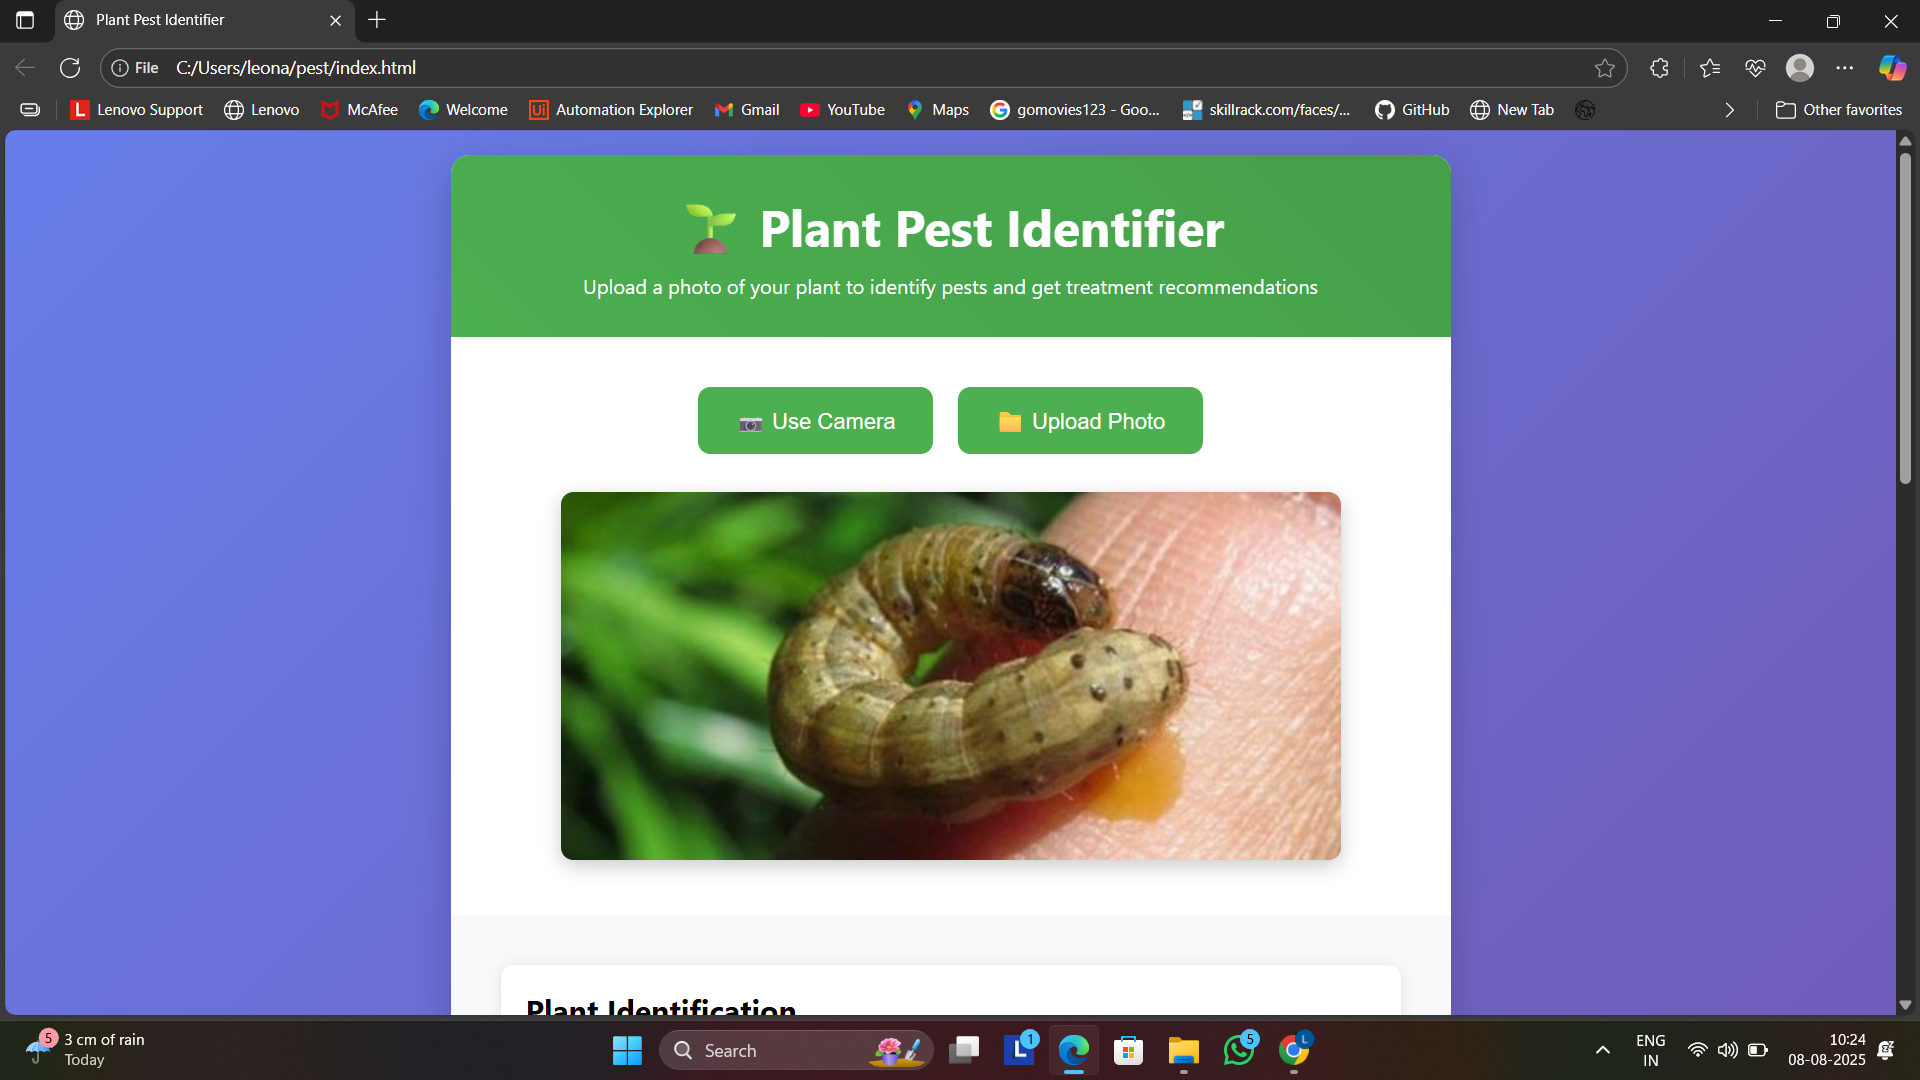 Plant Pest Identifier
File C:/Users/leona/pest/index.html
Lenovo Support Lenovo McAfee Welcome Ui Automation Explorer Gmail YouTube Maps gomovies123 - Goo... skillrack.com/faces/... GitHub New Tab Other favorites
Plant Pest Identifier
Upload a photo of your plant to identify pests and get treatment recommendations
Use Camera Upload Photo
Plant Identification
5 3 cm of rain
Today
Search
1
5
L
ENG
IN
10:24
08-08-2025